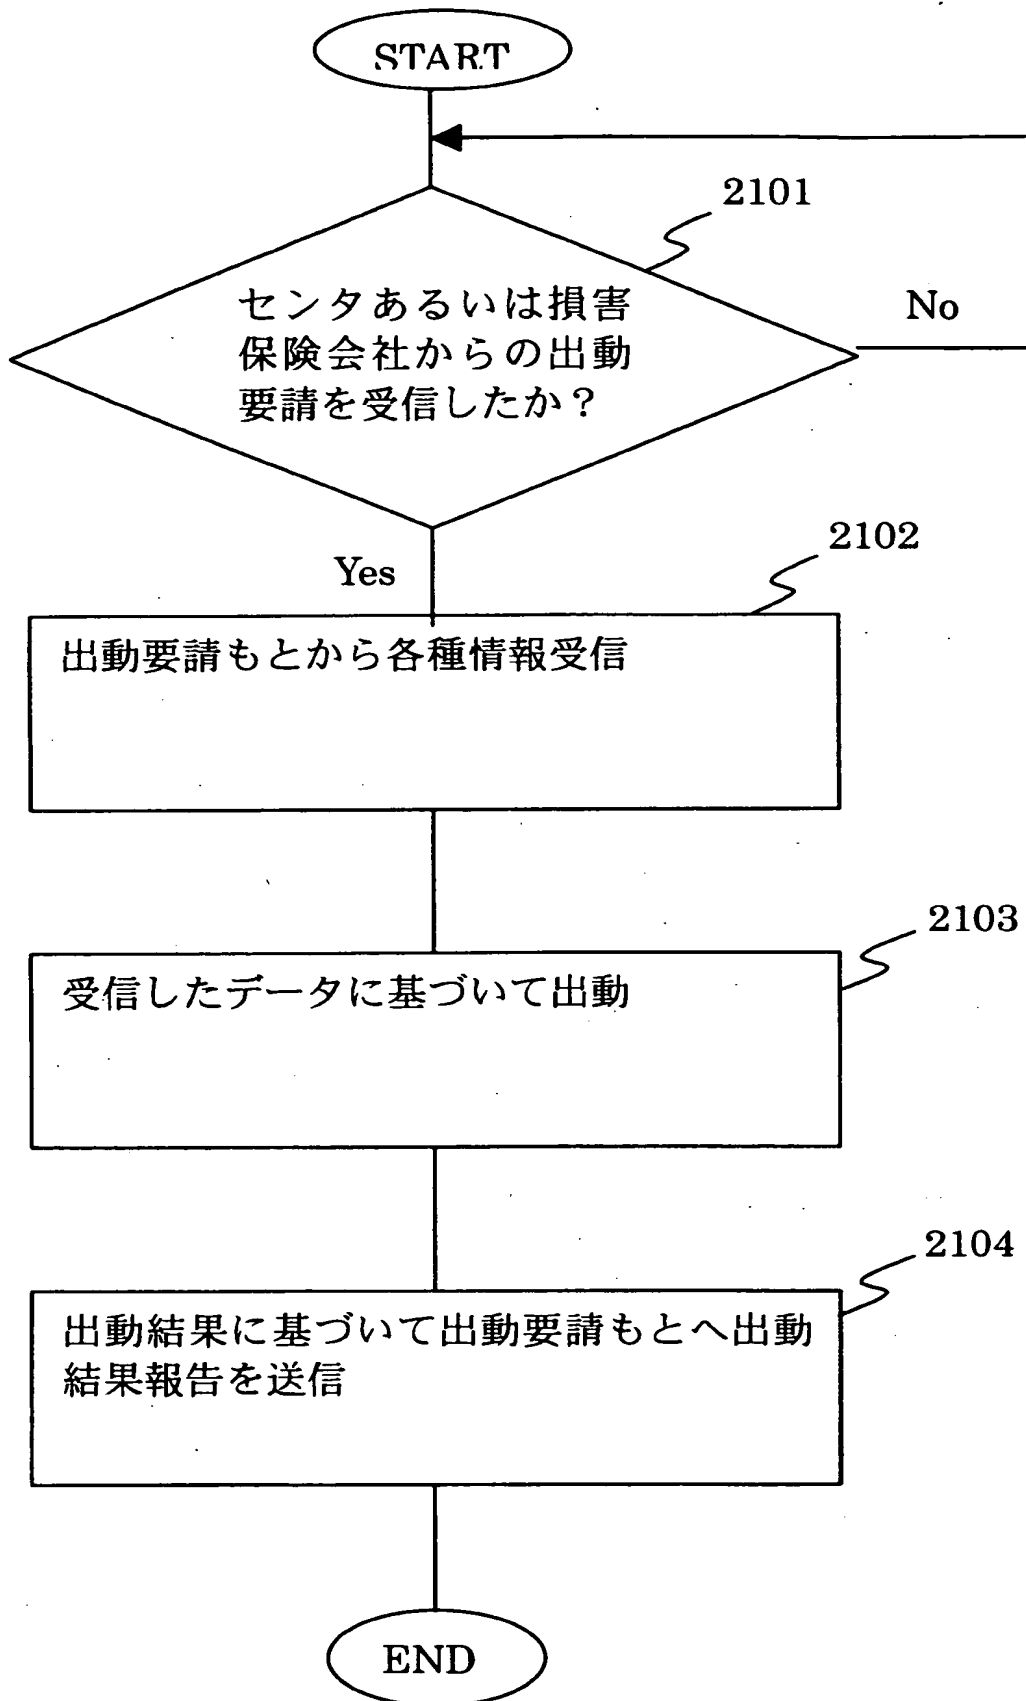 START
2101
センタあるいは損害
保険会社からの出動
要請を受信したか？
No
Yes
2102
出動要請もとから各種情報受信
2103
受信したデータに基づいて出動
2104
出動結果に基づいて出動要請もとへ出動
結果報告を送信
END